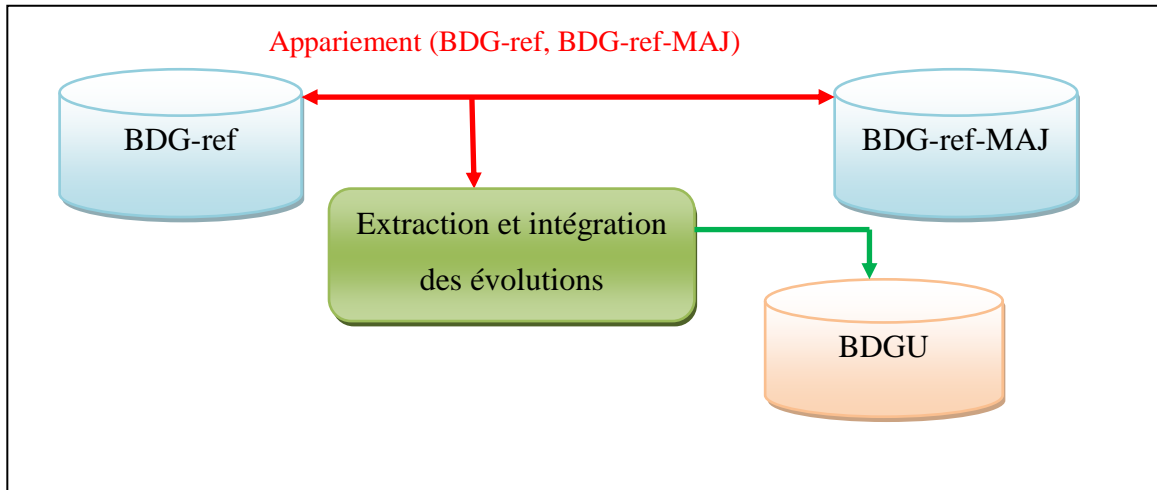 Appariement (BDG-ref, BDG-ref-MAJ)
BDG-ref
BDG-ref-MAJ
Extraction et intégration
des évolutions
BDGU